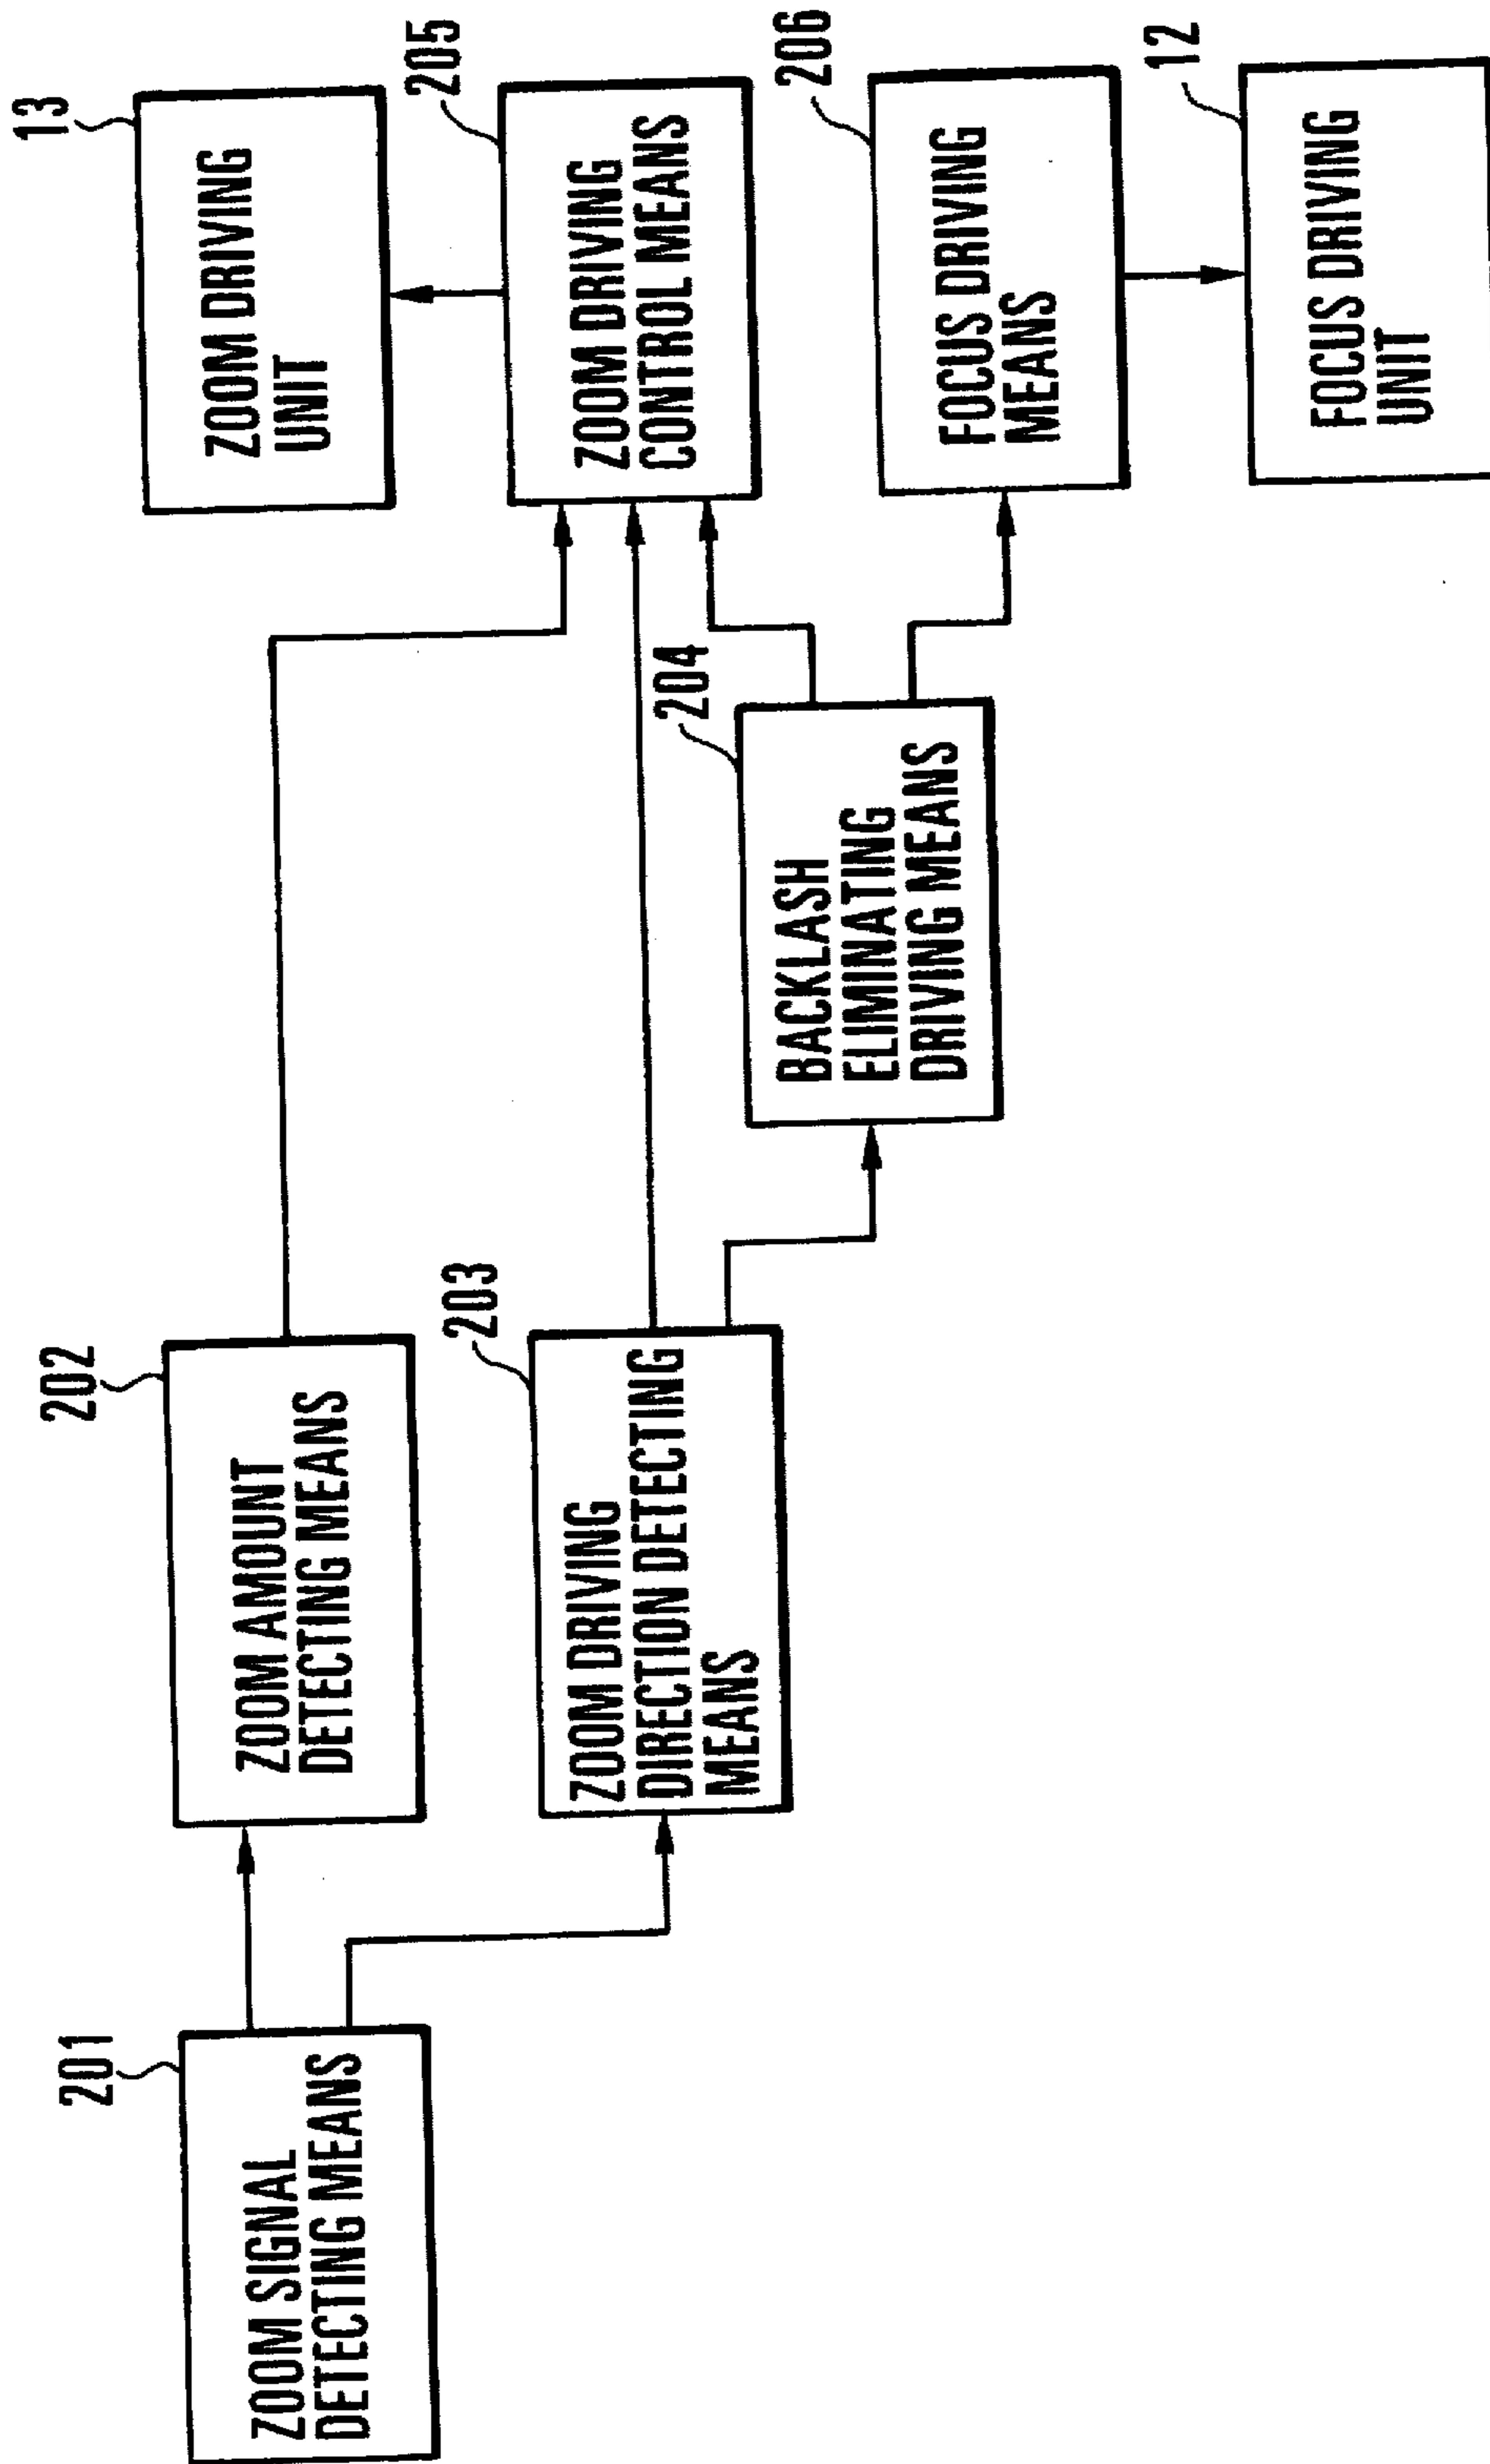 201
ZOOM SIGNAL
DETECTING MEANS
202
ZOOM AMOUNT
DETECTING MEANS
203
ZOOM DRIVING
DIRECTION DETECTING
MEANS
204
BACKLASH
ELIMINATING
DRIVING MEANS
13
ZOOM DRIVING
UNIT
205
ZOOM DRIVING
CONTROL MEANS
206
FOCUS DRIVING
MEANS
12
FOCUS DRIVING
UNIT